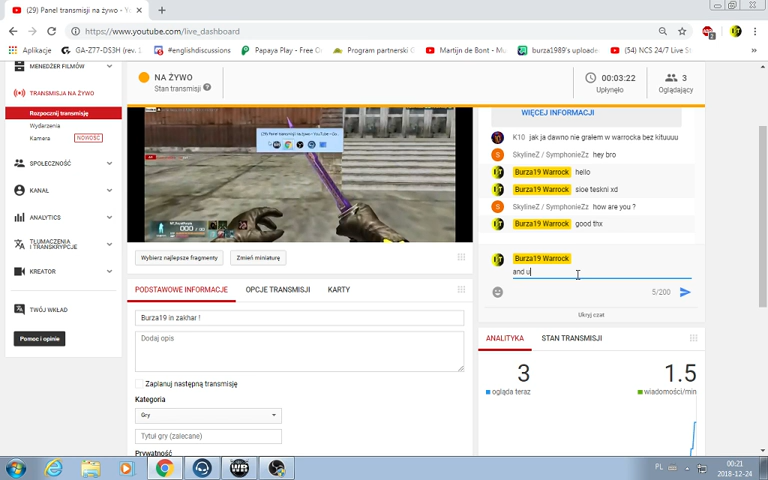 (29) Panel transmisji na żywo
https://www.youtube.com/live_dashboard
Aplikacje
GA-Z77-DS3H (rev.
#englishdiscussions
Papaya Play - Free O
Program partnerski
Martijn de Bont - Mu
burza1989's uploade
(54) NCS 24/7 Live St
MENEDŻER FILMÓW
TRANSMISJA NA ŻYWO
Rozpocznij transmisję
Wydarzenia
Kamera
NOWOŚĆ
SPOŁECZNOŚĆ
KANAŁ
ANALYTICS
TŁUMACZENIA
I TRANSKRYPCJE
KREATOR
TWÓJ WKŁAD
Pomoc i opinie
NA ŻYWO
Stan transmisji
00:03:22
Upłynęło
3
Oglądający
Wybierz najlepsze fragmenty
Zmień miniaturę
PODSTAWOWE INFORMACJE
OPCJE TRANSMISJI
KARTY
Burza19 in zakhar !
Dodaj opis
Zaplanuj następną transmisję
Kategoria
Gry
Tytuł gry (zalecane)
Prywatność
WIĘCEJ INFORMACJI
K10 jak ja dawno nie grałem w warrocka bez kituuuu
SkylineZ / SymphonieZz hey bro
Burza19 Warrock hello
Burza19 Warrock sioe teskni xd
SkylineZ / SymphonieZz how are you ?
Burza19 Warrock good thx
Burza19 Warrock
and u
5/200
Ukryj czat
ANALITYKA
STAN TRANSMISJI
3
ogląda teraz
1.5
wiadomości/min
PL
00:21
2018-12-24